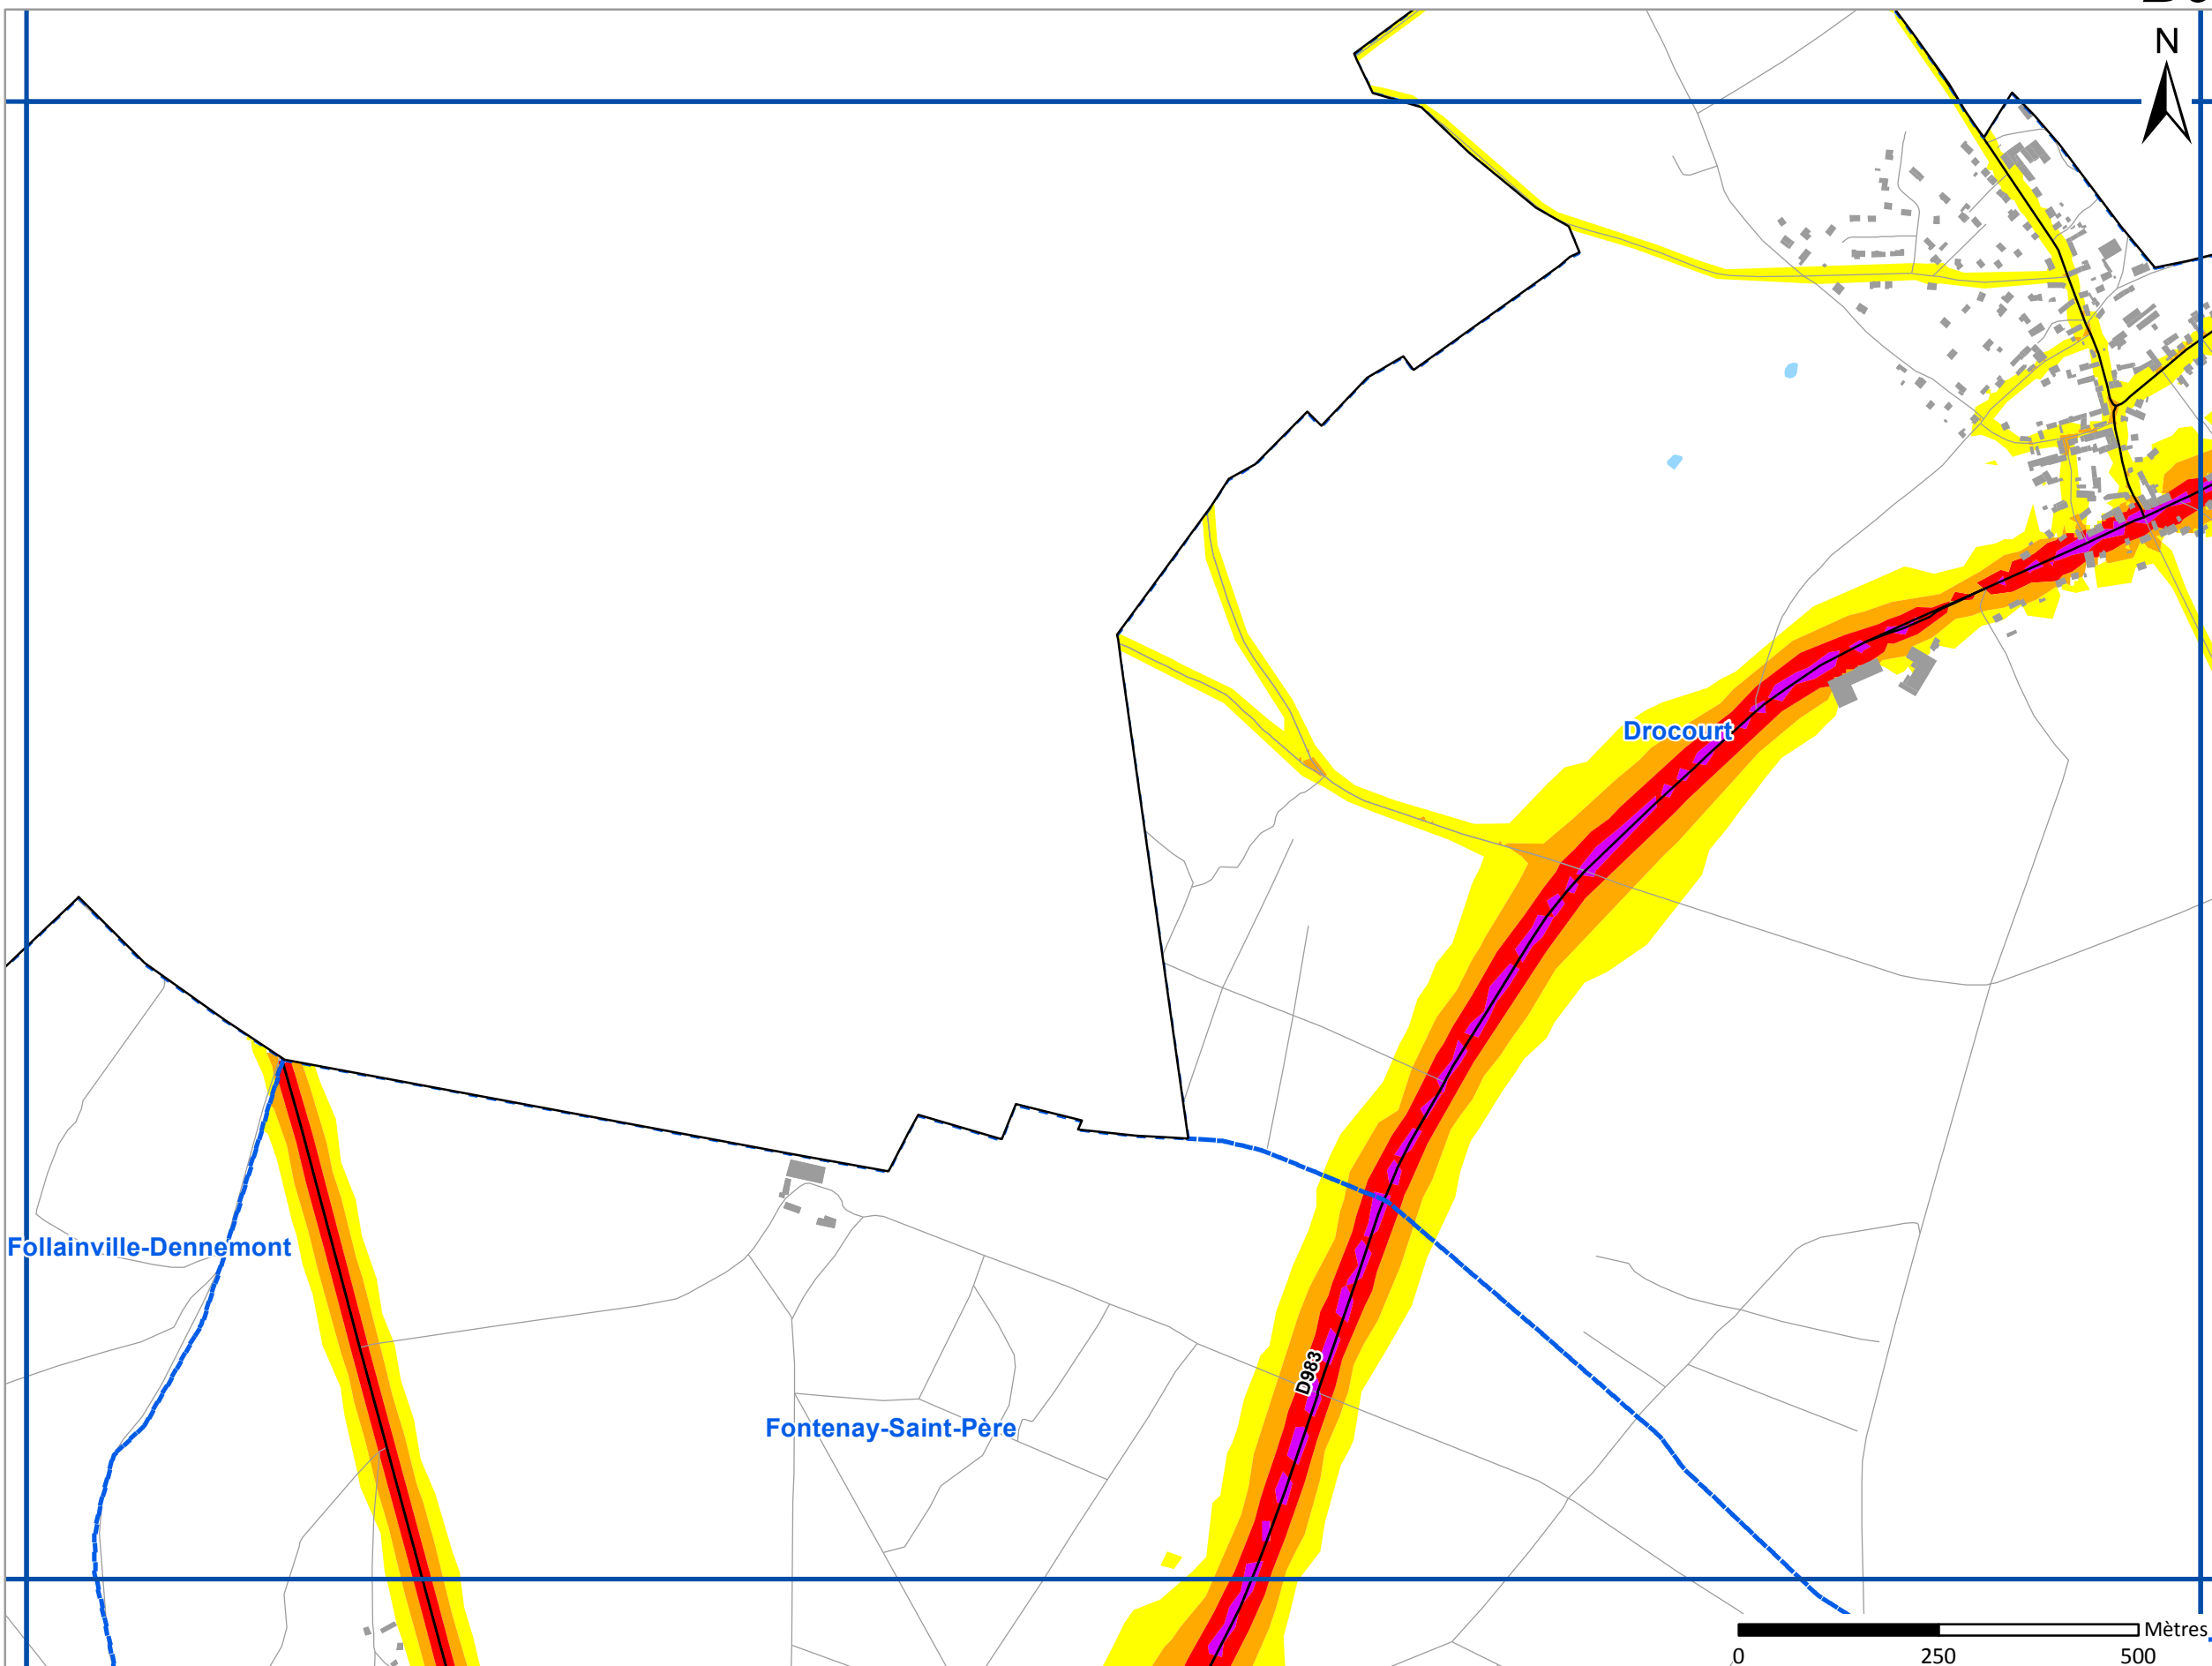 N
Drocourt
Follainville-Dennemont
D983
Fontenay-Saint-Père
Mètres
0 250 500